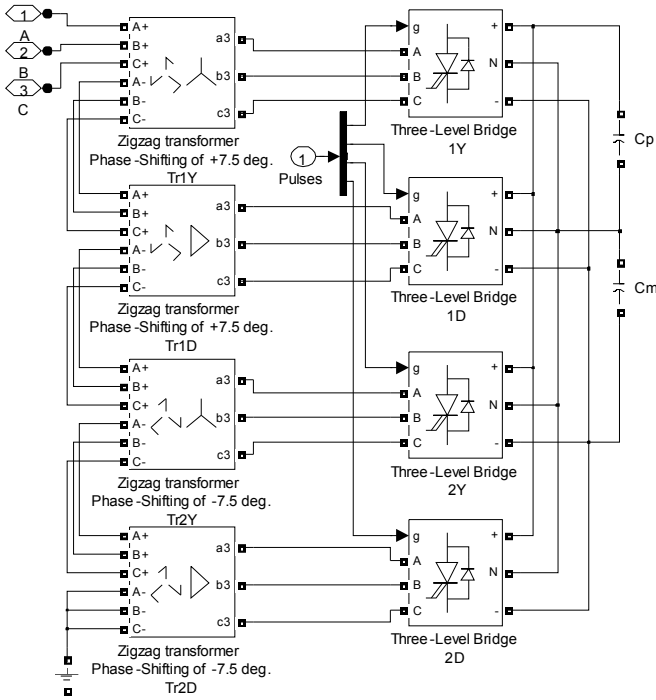 1
A
2
B
3
C
A+
B+
C+
A-
B-
C-
a3
b3
c3
Zigzag transformer
Phase-Shifting of +7.5 deg.
Tr1Y
g
A
B
C
+
N
-
Three-Level Bridge
1Y
1
Pulses
Cp
A+
B+
C+
A-
B-
C-
a3
b3
c3
Zigzag transformer
Phase-Shifting of +7.5 deg.
Tr1D
g
A
B
C
+
N
-
Three-Level Bridge
1D
Cm
A+
B+
C+
A-
B-
C-
a3
b3
c3
Zigzag transformer
Phase-Shifting of -7.5 deg.
Tr2Y
g
A
B
C
+
N
-
Three-Level Bridge
2Y
A+
B+
C+
A-
B-
C-
a3
b3
c3
Zigzag transformer
Phase-Shifting of -7.5 deg.
Tr2D
g
A
B
C
+
N
-
Three-Level Bridge
2D